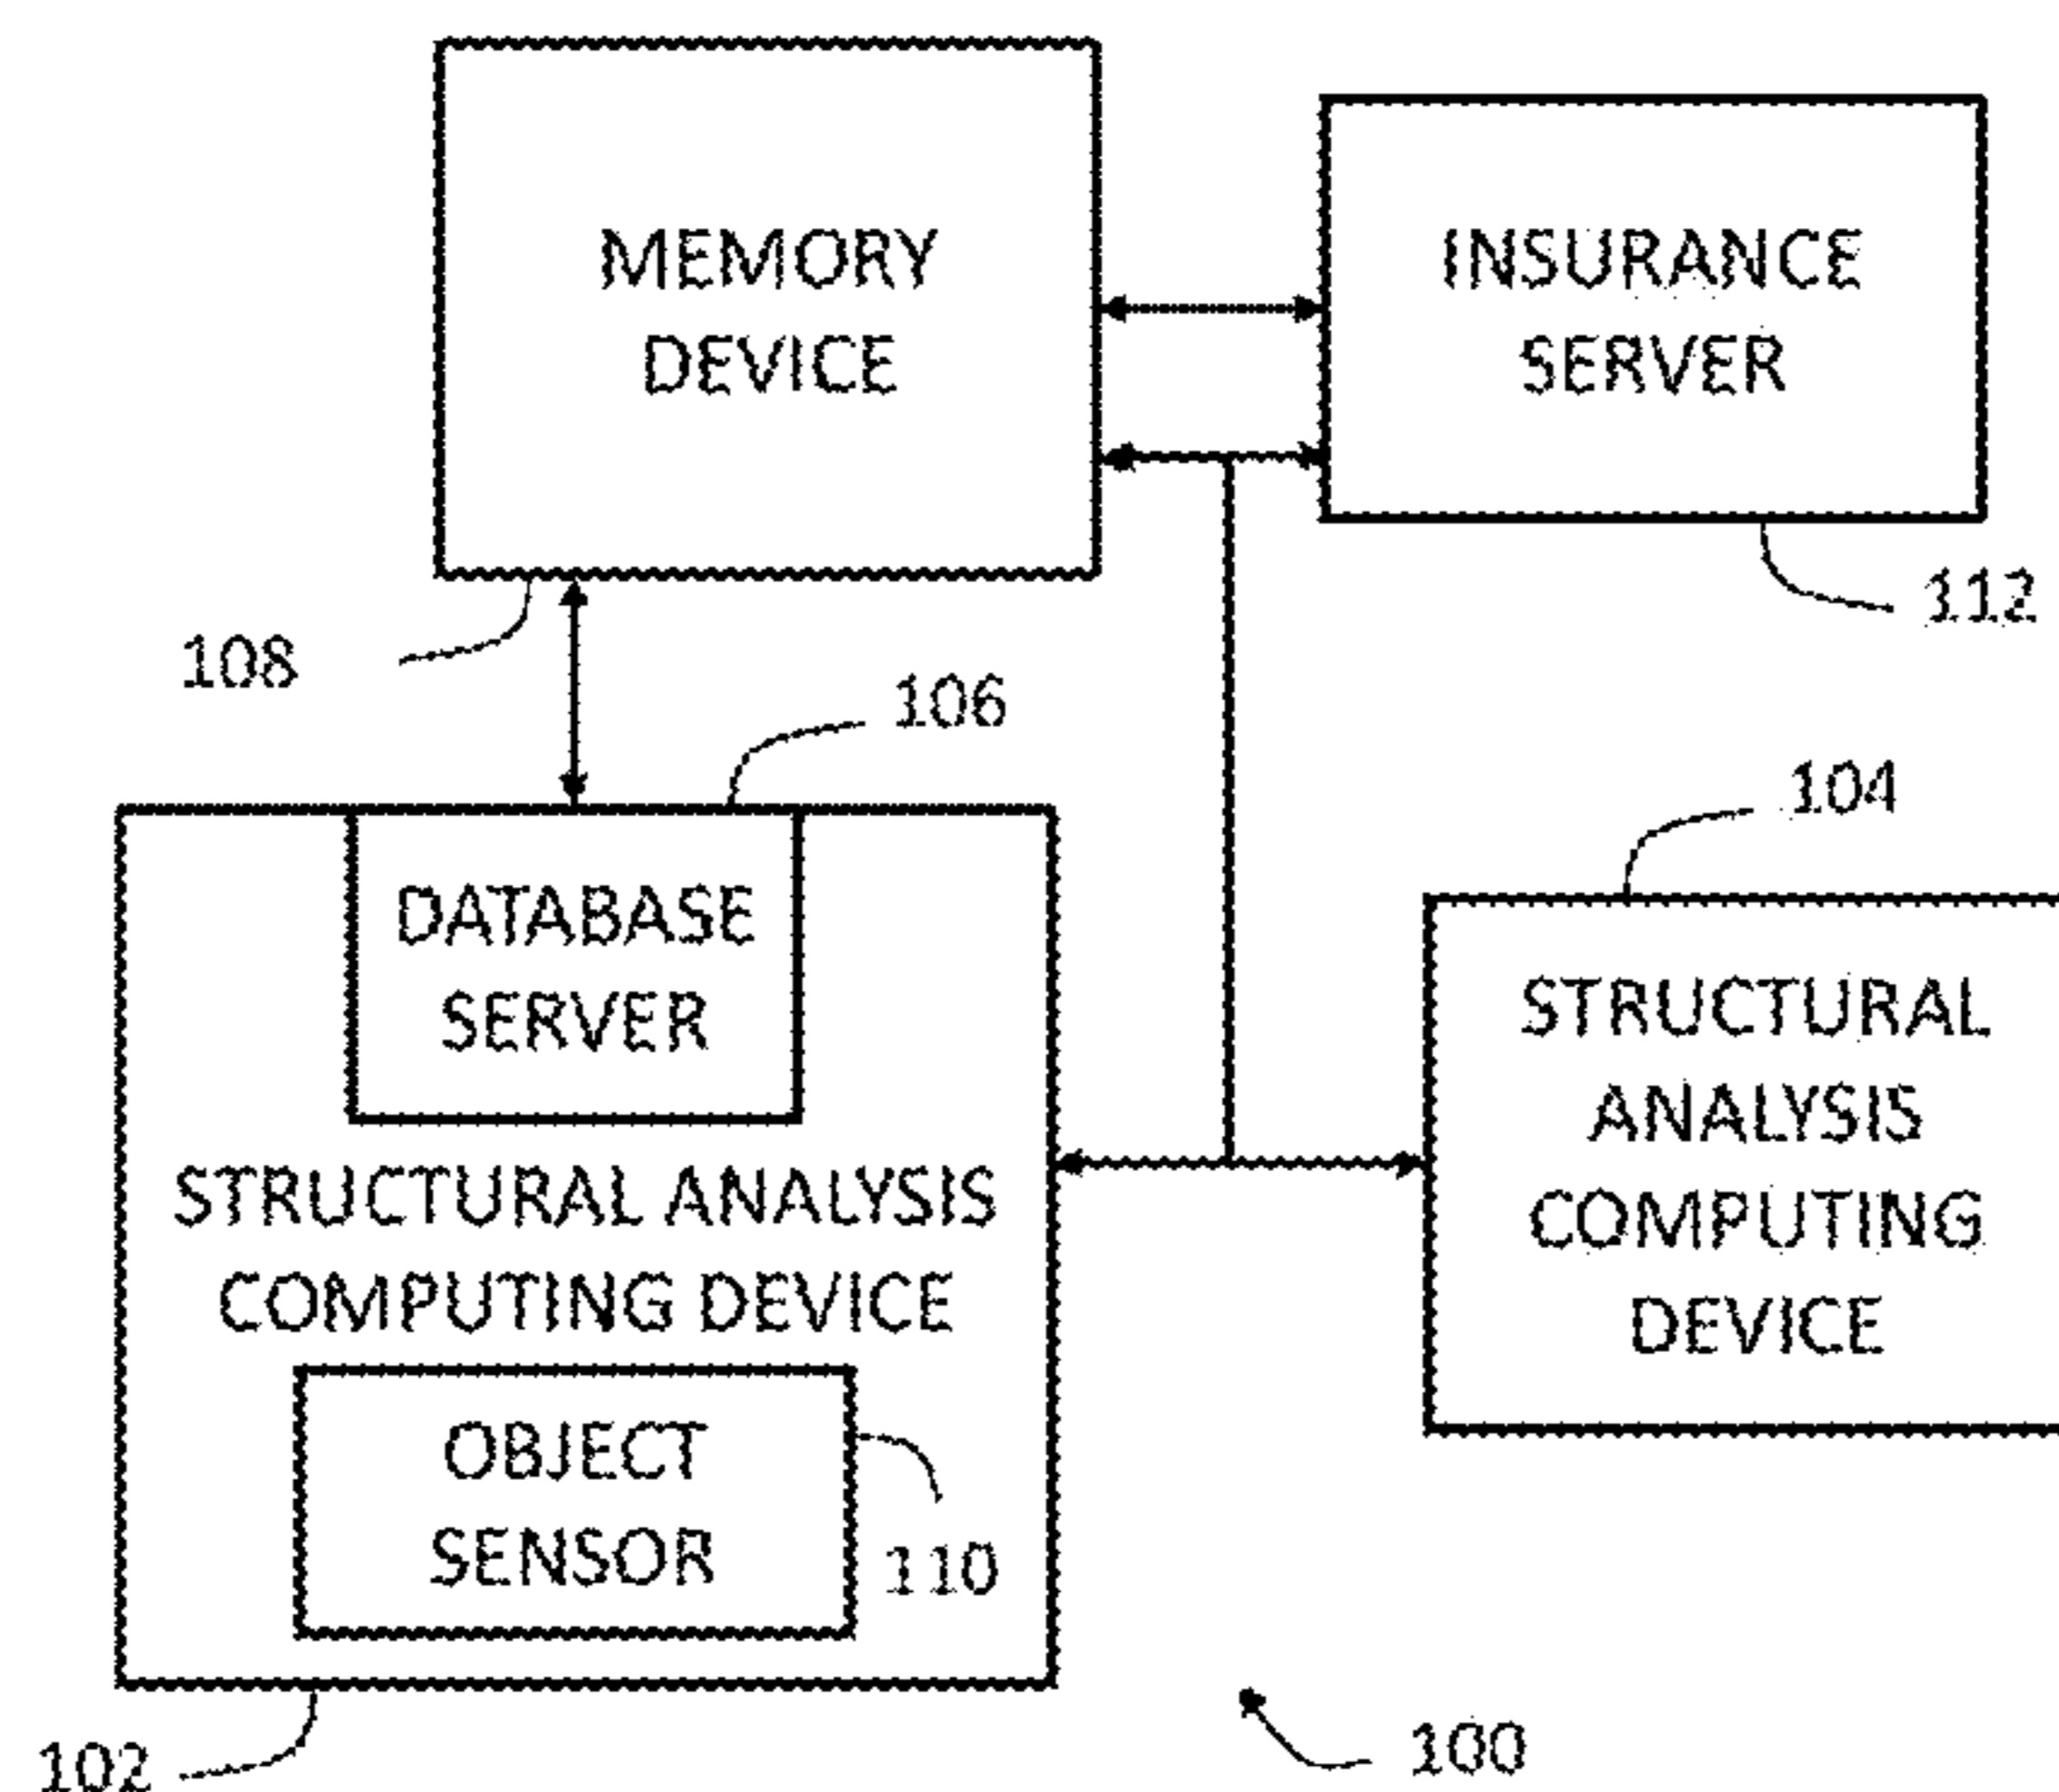 MEMORY
DEVICE
INSURANCE
SERVER
112
108
106
104
DATABASE
SERVER
STRUCTURAL ANALYSIS
COMPUTING DEVICE
STRUCTURAL
ANALYSIS
COMPUTING
DEVICE
OBJECT
SENSOR
110
102
100